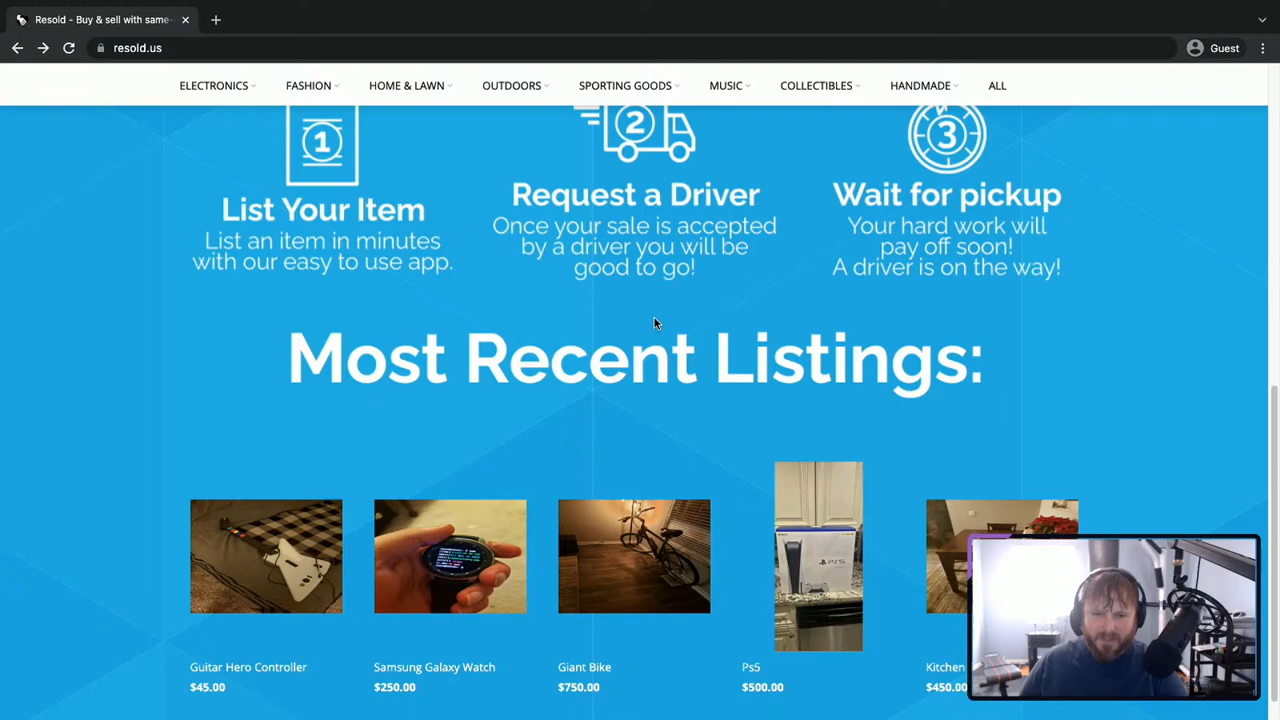 Resold - Buy & sell with same-
resold.us
Guest
ELECTRONICS FASHION HOME & LAWN OUTDOORS SPORTING GOODS MUSIC COLLECTIBLES HANDMADE ALL
1
2
3
List Your Item
List an item in minutes
with our easy to use app.
Request a Driver
Once your sale is accepted
by a driver you will be
good to go!
Wait for pickup
Your hard work will
pay off soon!
A driver is on the way!
Most Recent Listings:
PS5
Guitar Hero Controller
$45.00
Samsung Galaxy Watch
$250.00
Giant Bike
$750.00
Ps5
$500.00
Kitchen
$450.00